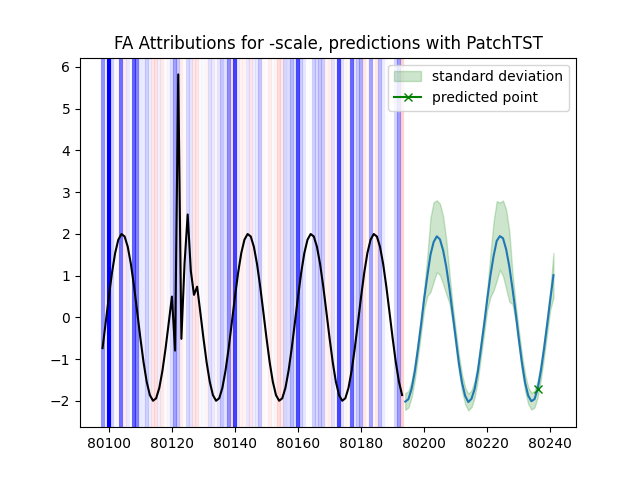 FA Attributions for -scale, predictions with PatchTST
6
5
4
3
2
1
0
−1
−2
standard deviation
predicted point
80100 80120 80140 80160 80180 80200 80220 80240